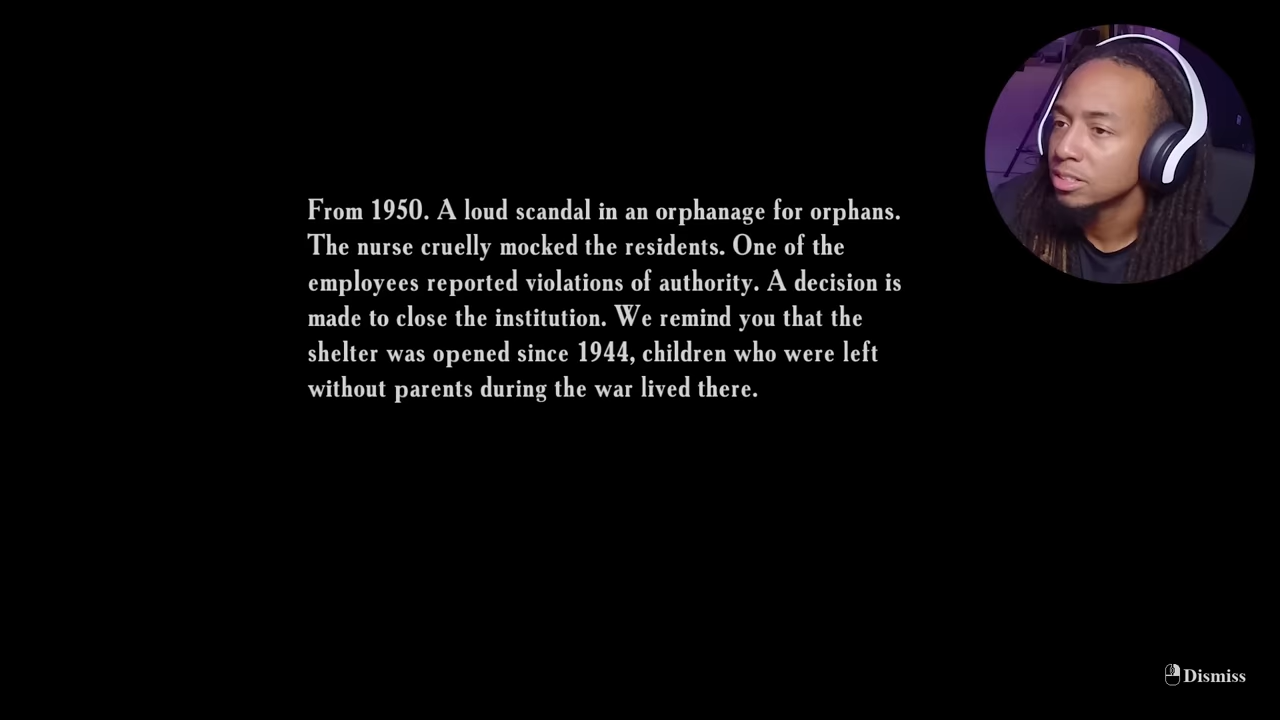 From 1950. A loud scandal in an orphanage for orphans.
The nurse cruelly mocked the residents. One of the
employees reported violations of authority. A decision is
made to close the institution. We remind you that the
shelter was opened since 1944, children who were left
without parents during the war lived there.
Dismiss